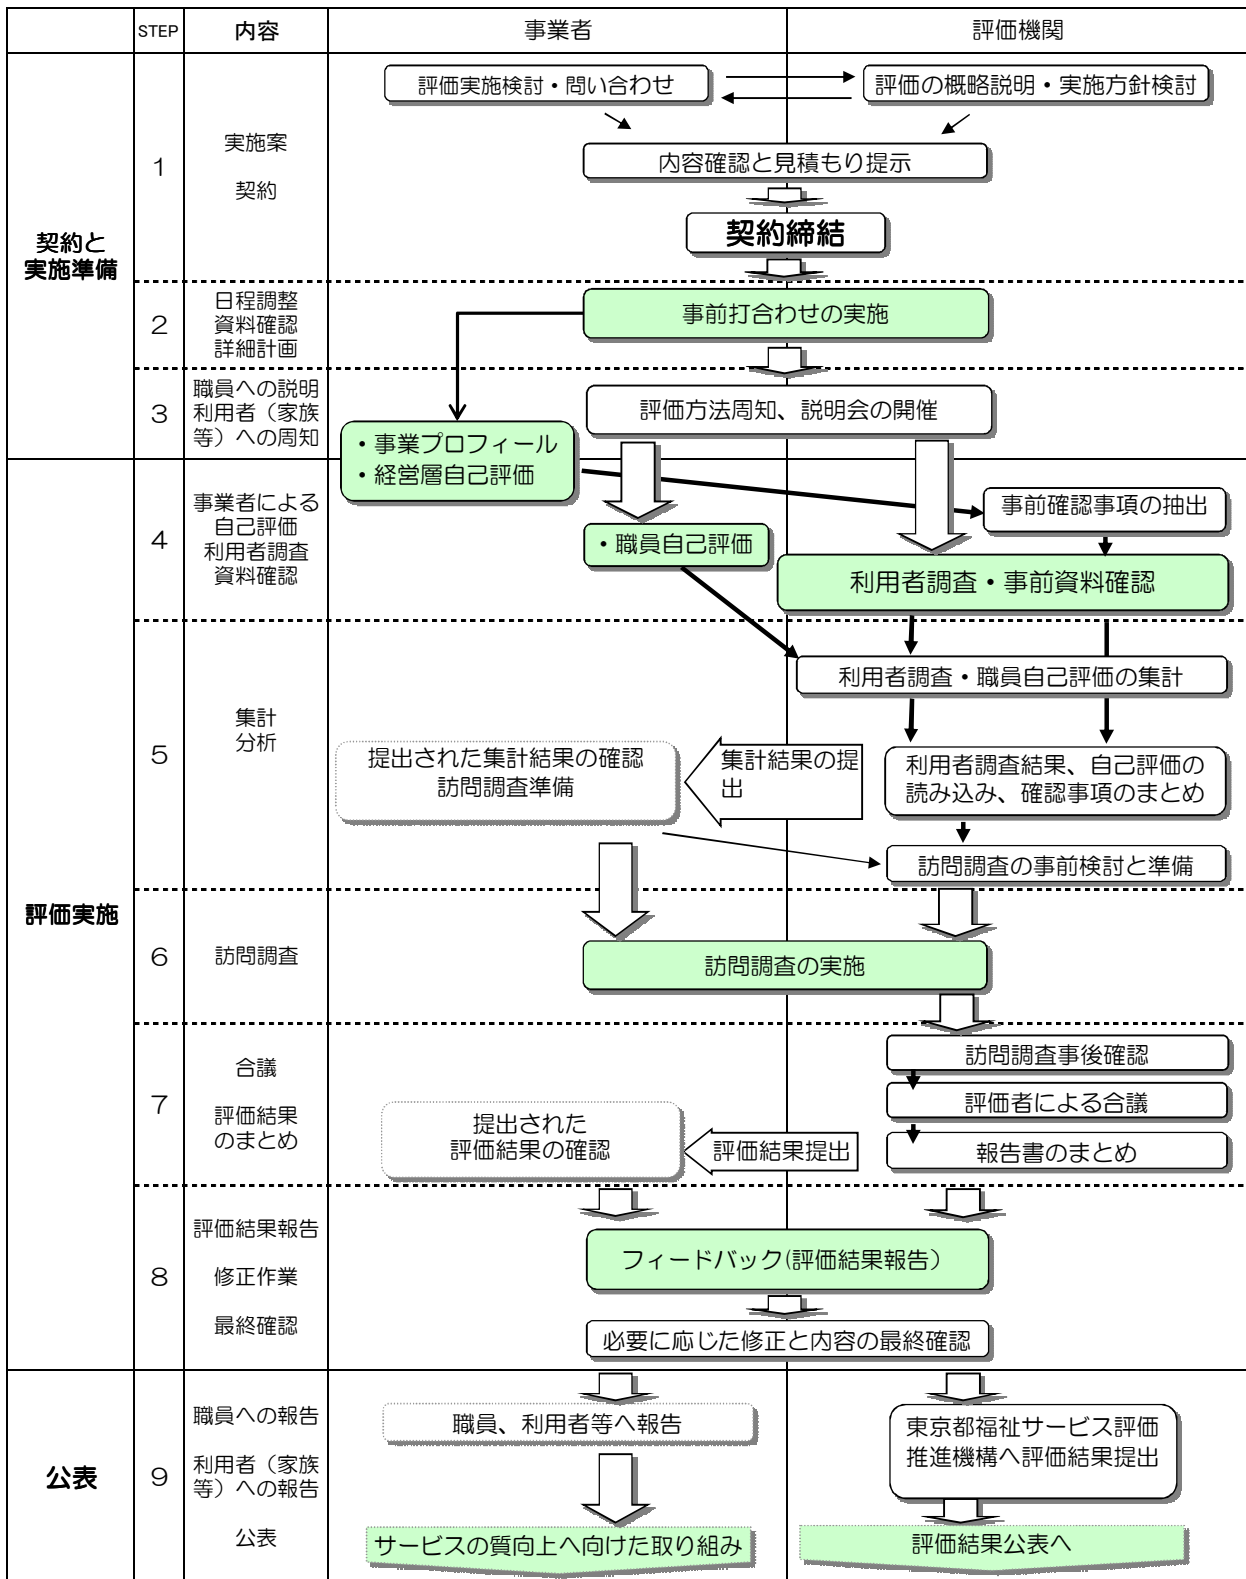 STEP
内容
事業者
評価機関
契約と
実施準備
1
実施案
契約
評価実施検討・問い合わせ
評価の概略説明・実施方針検討
内容確認と見積もり提示
契約締結
2
日程調整
資料確認
詳細計画
事前打合わせの実施
3
職員への説明
利用者（家族
等）への周知
評価方法周知、説明会の開催
・事業プロフィール
・経営層自己評価
評価実施
4
事業者による
自己評価
利用者調査
資料確認
事前確認事項の抽出
・職員自己評価
利用者調査・事前資料確認
5
集計
分析
利用者調査・職員自己評価の集計
提出された集計結果の確認
訪問調査準備
集計結果の提
出
利用者調査結果、自己評価の
読み込み、確認事項のまとめ
訪問調査の事前検討と準備
6
訪問調査
訪問調査の実施
7
合議
評価結果
のまとめ
訪問調査事後確認
評価者による合議
報告書のまとめ
提出された
評価結果の確認
評価結果提出
8
評価結果報告
修正作業
最終確認
フィードバック(評価結果報告）
必要に応じた修正と内容の最終確認
公表
9
職員への報告
利用者（家族
等）への報告
公表
職員、利用者等へ報告
東京都福祉サービス評価
推進機構へ評価結果提出
サービスの質向上へ向けた取り組み
評価結果公表へ